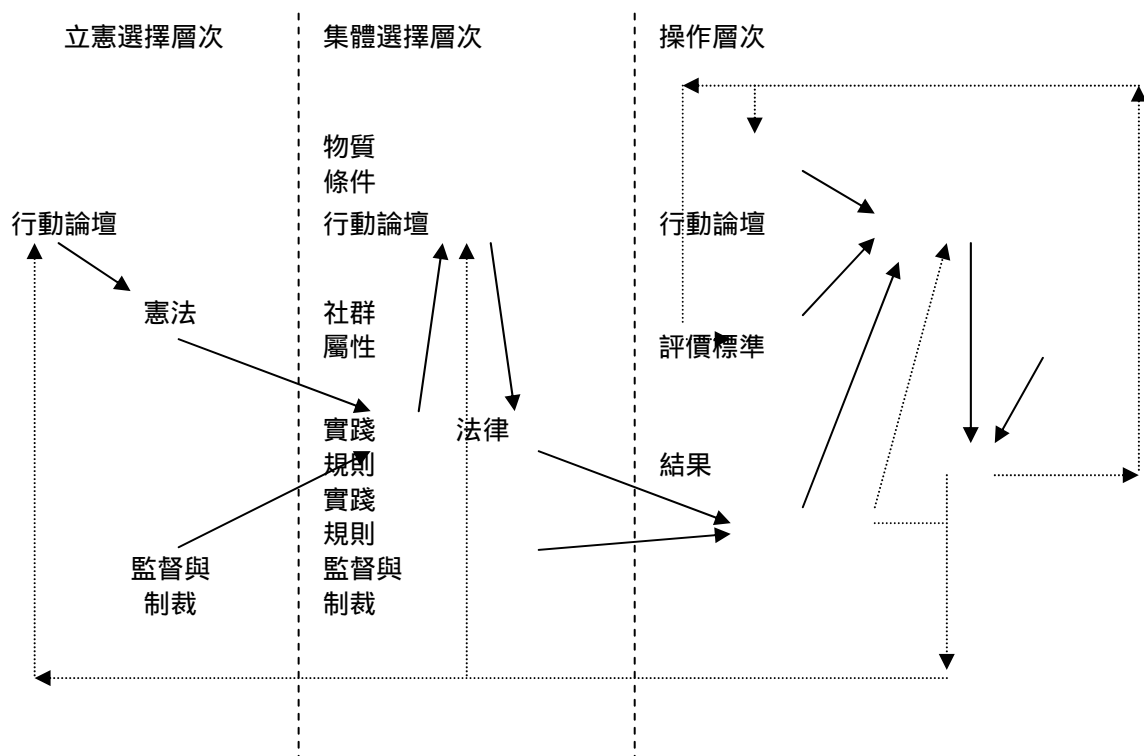 立憲選擇層次
集體選擇層次
操作層次
物質
條件
行動論壇
行動論壇
行動論壇
憲法
社群
屬性
評價標準
實踐
法律
規則
結果
實踐
規則
監督與
監督與
制裁
制裁